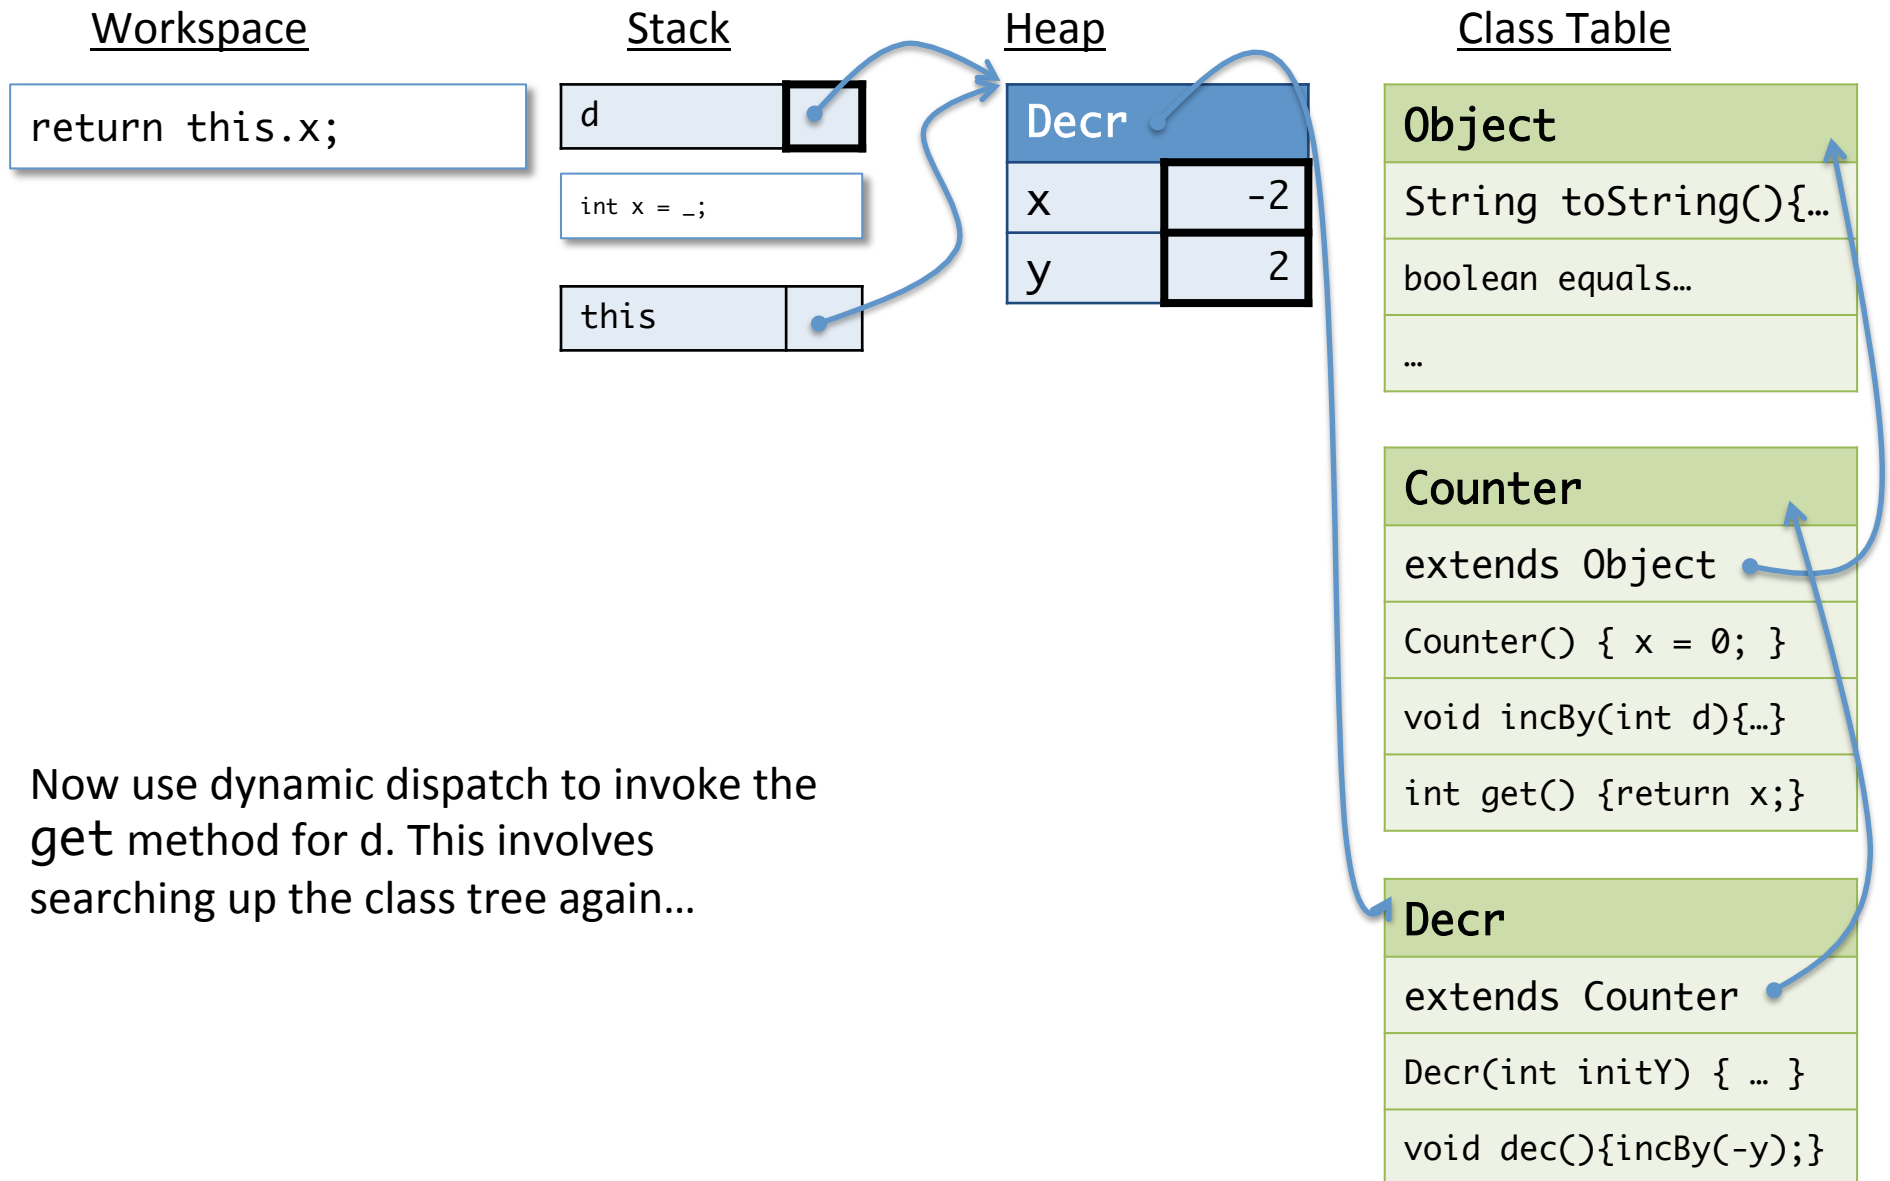 Workspace
Stack
Heap
Class Table
return this.x;
d
int x = _;
this
Decr
x -2
y 2
Object
String toString(){…
boolean equals…
…
Counter
extends Object
Counter() { x = 0; }
void incBy(int d){…}
int get() {return x;}
Decr
extends Counter
Decr(int initY) { … }
void dec(){incBy(-y);}
Now use dynamic dispatch to invoke the
get method for d. This involves
searching up the class tree again…